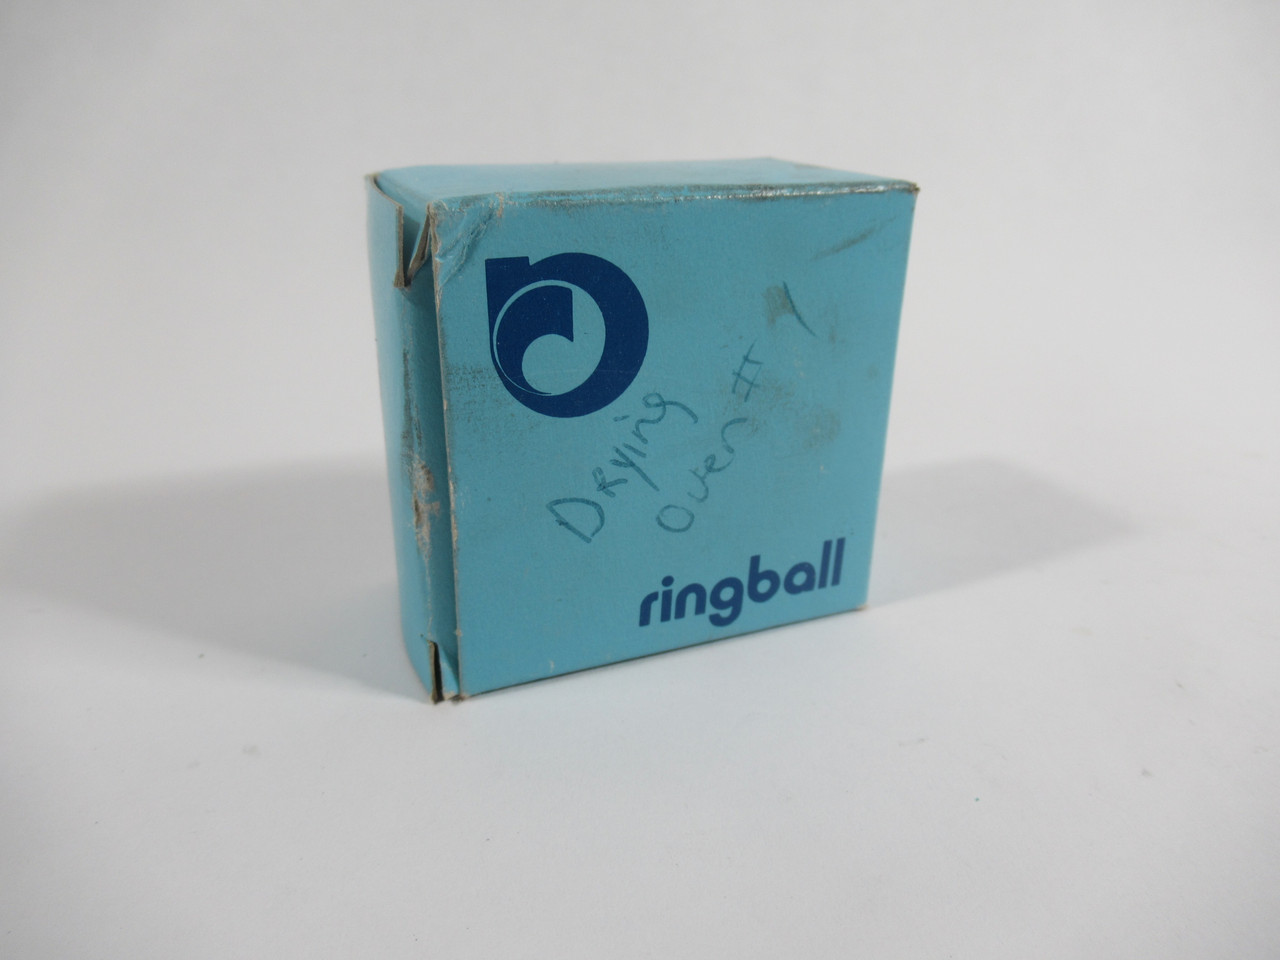 Drying
Oven # 1
ringball